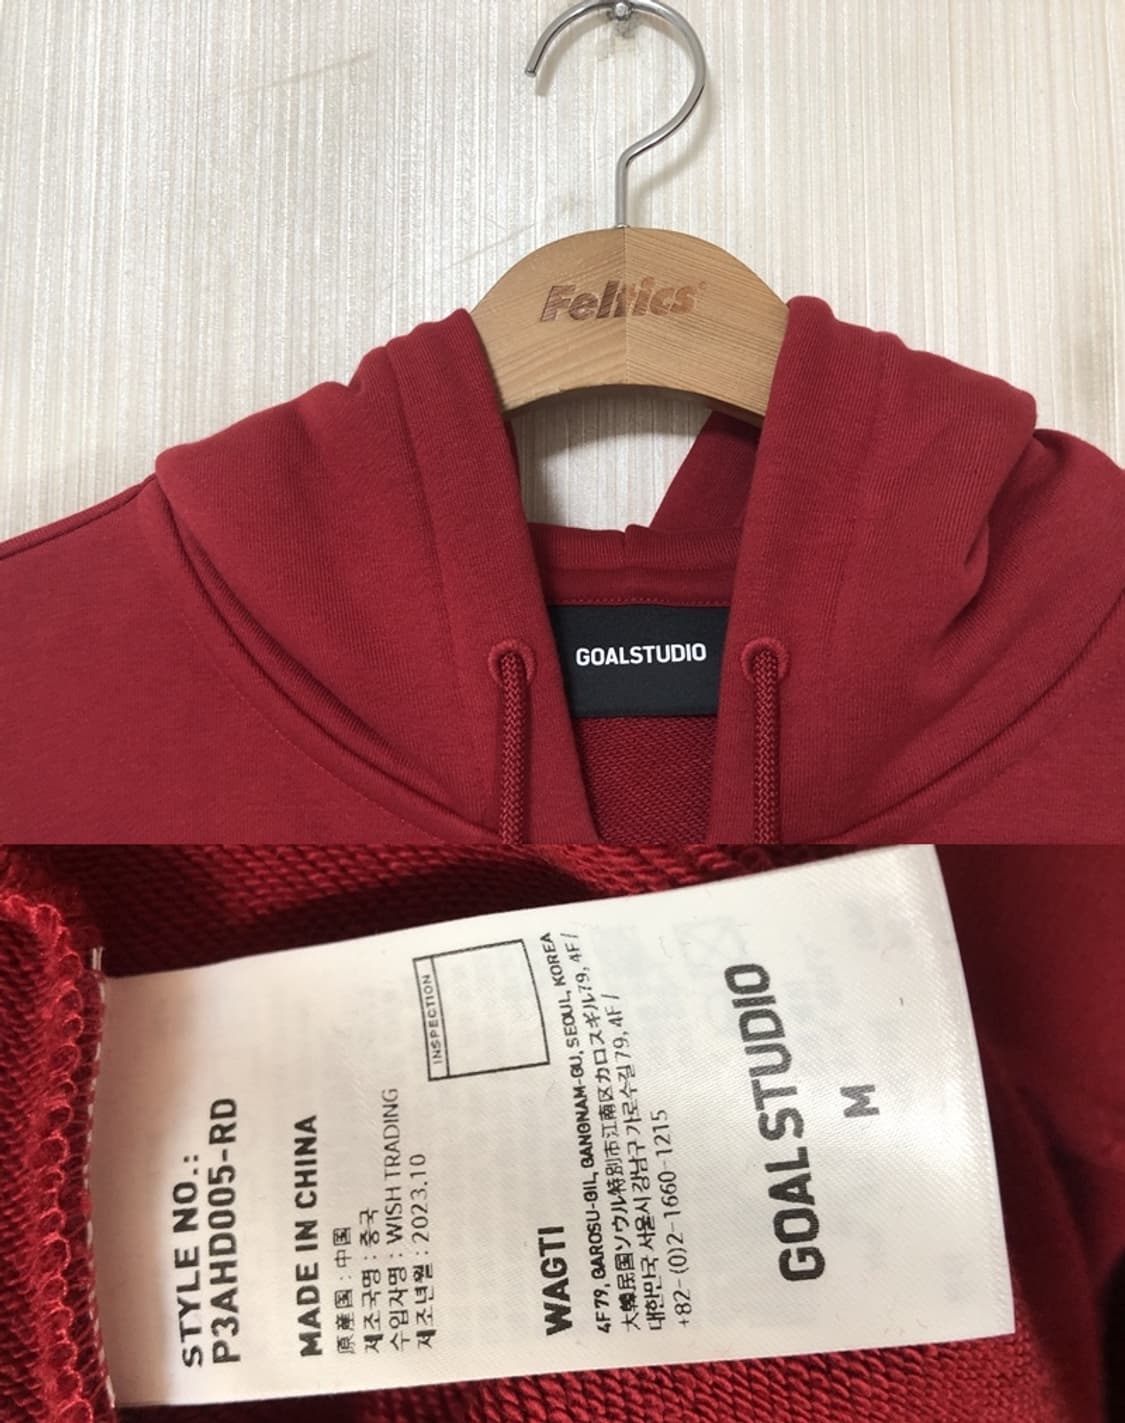 Feltics
GOALSTUDIO
STYLE NO.:
P3AHD005-RD
MADE IN CHINA
原産国 : 中国
제조국명 : 중국
수입자명 : WISH TRADING
제조년월 : 2023.10
INSPECTION
WAGTI
4F79, GAROSU-GIL, GANGNAM-GU, SEOUL, KOREA
大韓民国ソウル特別市江南区カロスギル79, 4F/
대한민국 서울시 강남구 가로수길79, 4F/
+82-(0)2-1660-1215
GOALSTUDIO
M